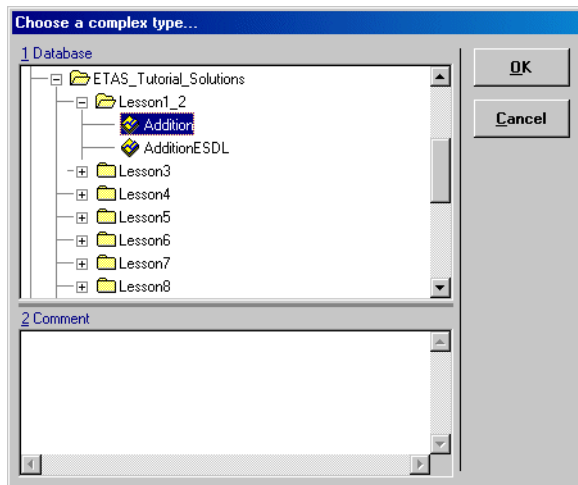 Choose a complex type...
1 Database
ETAS_Tutorial_Solutions
Lesson1_2
Addition
AdditionESDL
Lesson3
Lesson4
Lesson5
Lesson6
Lesson7
Lesson8
2 Comment
OK
Cancel